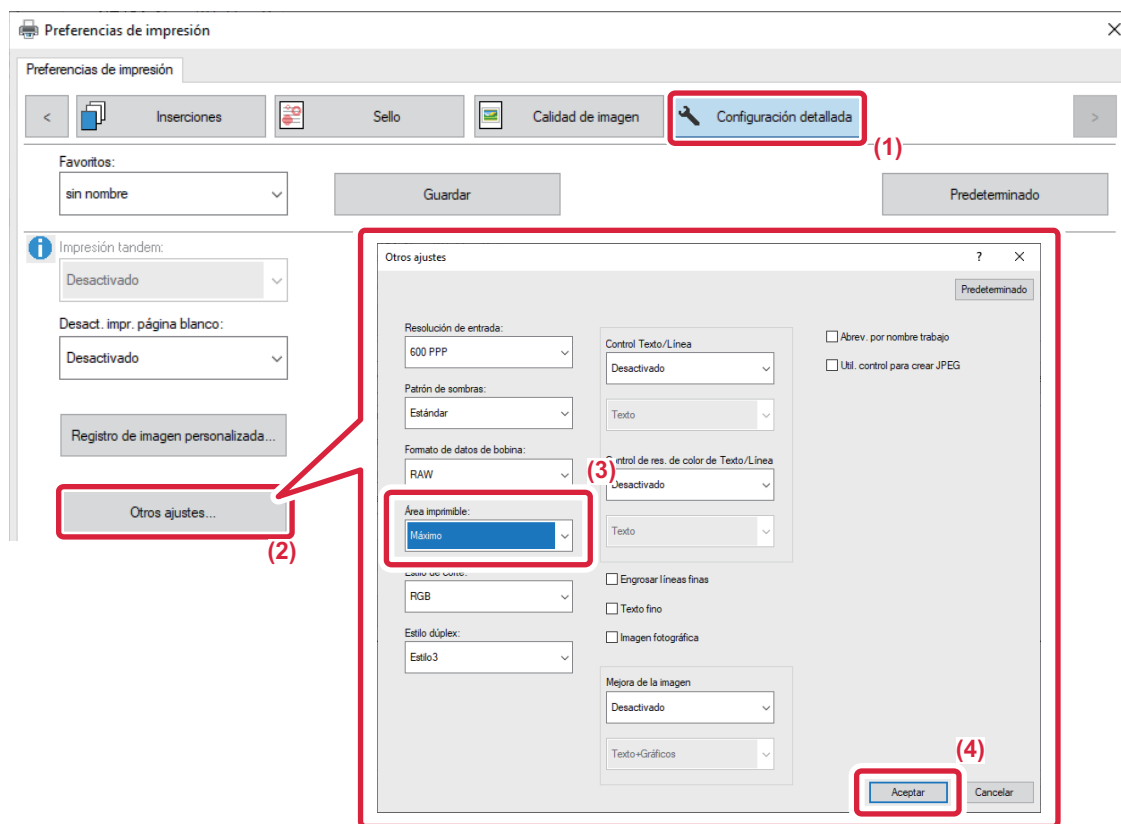 Preferencias de impresión
Preferencias de impresión
<
Inserciones
Sello
Calidad de imagen
Configuración detallada
>
(1)
Favoritos:
sin nombre
Guardar
Predeterminado
Impresión tandem:
Desactivado
Desact. impr. página blanco:
Desactivado
Registro de imagen personalizada...
Otros ajustes...
(2)
Otros ajustes
?
Predeterminado
Resolución de entrada:
600 PPP
Patrón de sombras:
Estándar
Formato de datos de bobina:
RAW
(3)
Área imprimible:
Máximo
Estilo de corte:
RGB
Estilo dúplex:
Estilo3
Control Texto/Línea
Desactivado
Texto
Control de res. de color de Texto/Línea
Desactivado
Texto
Engrosar líneas finas
Texto fino
Imagen fotográfica
Mejora de la imagen
Desactivado
Texto+Gráficos
Abrev. por nombre trabajo
Util. control para crear JPEG
(4)
Aceptar
Cancelar